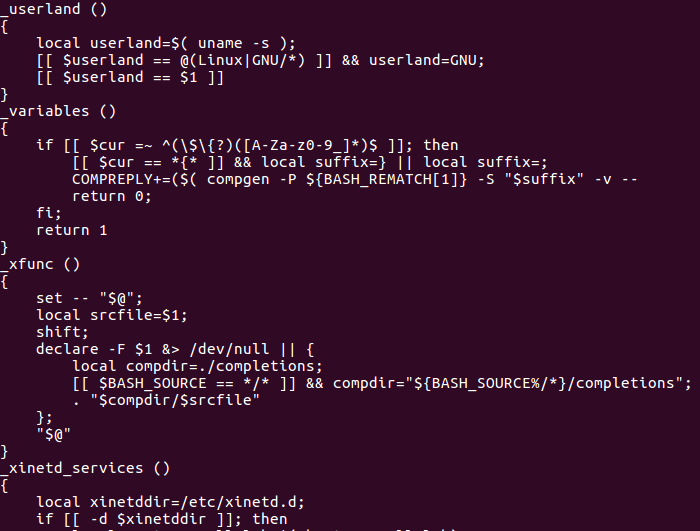 _userland ()
{
    local userland=$( uname -s );
    [[ $userland == @(Linux|GNU/*) ]] && userland=GNU;
    [[ $userland == $1 ]]
}
_variables ()
{
    if [[ $cur =~ ^(\$\{?)([A-Za-z0-9_]*)$ ]]; then
        [[ $cur == *{* ]] && local suffix=} || local suffix=;
        COMPREPLY+=($( compgen -P ${BASH_REMATCH[1]} -S "$suffix" -v --
        return 0;
    fi;
    return 1
}
_xfunc ()
{
    set -- "$@";
    local srcfile=$1;
    shift;
    declare -F $1 &> /dev/null || {
        local compdir=./completions;
        [[ $BASH_SOURCE == */* ]] && compdir="${BASH_SOURCE%/*}/completions";
        . "$compdir/$srcfile"
    };
    "$@"
}
_xinetd_services ()
{
    local xinetddir=/etc/xinetd.d;
    if [[ -d $xinetddir ]]; then